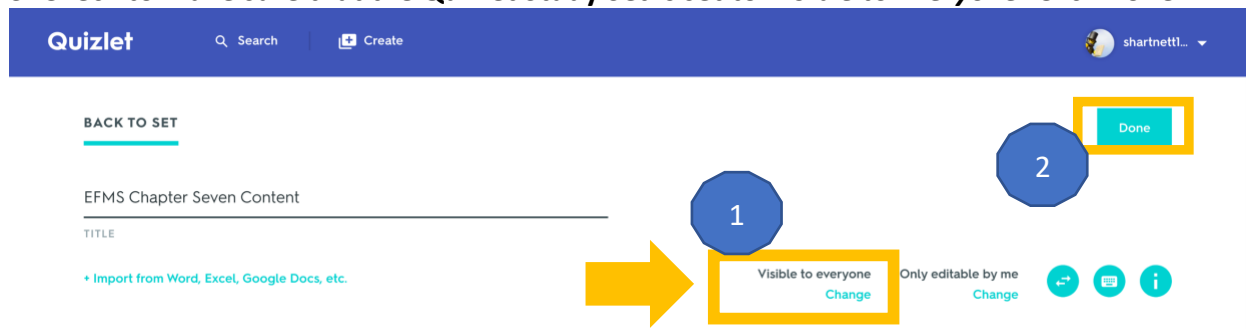 Quizlet Search Create shartnett1...
BACK TO SET
Done
2
EFMS Chapter Seven Content
1
TITLE
+ Import from Word, Excel, Google Docs, etc.
Visible to everyone Only editable by me
Change Change